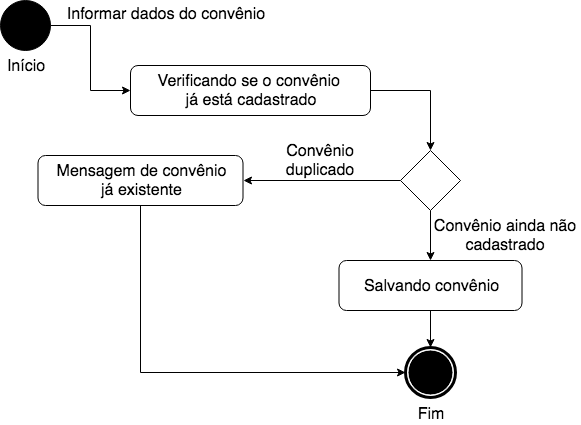 Informar dados do convênio
Início
Verificando se o convênio
já está cadastrado
Convênio
duplicado
Mensagem de convênio
já existente
Convênio ainda não
cadastrado
Salvando convênio
Fim